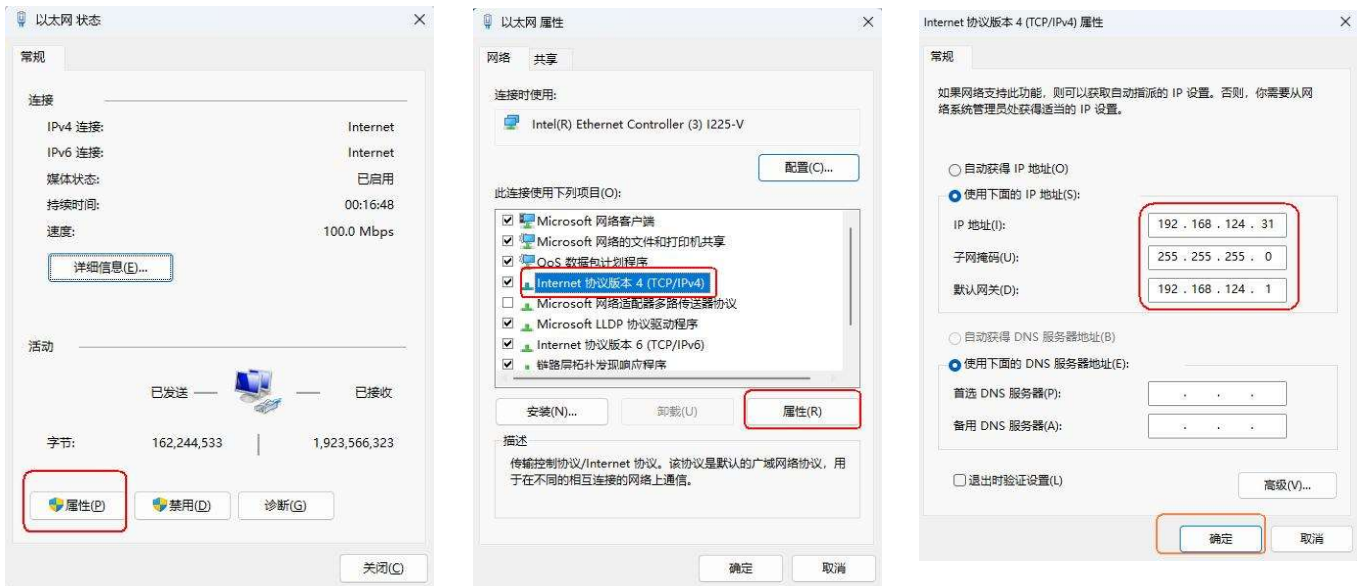 以太网 状态
常规
连接
IPv4 连接: Internet
IPv6 连接: Internet
媒体状态: 已启用
持续时间: 00:16:48
速度: 100.0 Mbps
详细信息(E)...
活动
已发送 — — 已接收
字节: 162,244,533 | 1,923,566,323
属性(P) 禁用(D) 诊断(G)
关闭(C)
以太网 属性
网络 共享
连接时使用:
Intel(R) Ethernet Controller (3) I225-V
配置(C)...
此连接使用下列项目(O):
Microsoft 网络客户端
Microsoft 网络的文件和打印机共享
QoS 数据包计划程序
Internet 协议版本 4 (TCP/IPv4)
Microsoft 网络适配器多路传送器协议
Microsoft LLDP 协议驱动程序
Internet 协议版本 6 (TCP/IPv6)
链路层拓扑发现响应程序
安装(N)... 卸载(U) 属性(R)
描述
传输控制协议/Internet 协议。该协议是默认的广域网络协议，用
于在不同的相互连接的网络上通信。
确定 取消
Internet 协议版本 4 (TCP/IPv4) 属性
常规
如果网络支持此功能，则可以获取自动指派的 IP 设置。否则，你需要从网
络系统管理员处获得适当的 IP 设置。
自动获得 IP 地址(O)
使用下面的 IP 地址(S):
IP 地址(I): 192 . 168 . 124 . 31
子网掩码(U): 255 . 255 . 255 . 0
默认网关(D): 192 . 168 . 124 . 1
自动获得 DNS 服务器地址(B)
使用下面的 DNS 服务器地址(E):
首选 DNS 服务器(P): . . .
备用 DNS 服务器(A): . . .
退出时验证设置(L)
高级(V)...
确定 取消